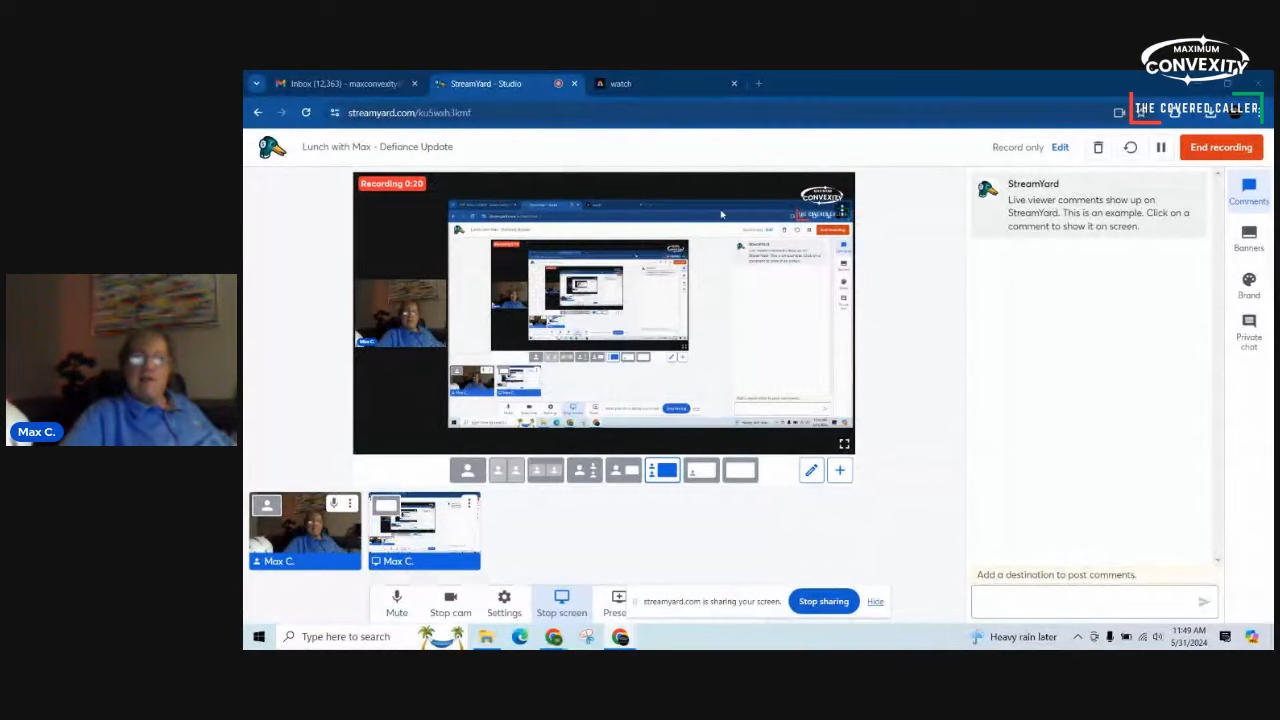 MAXIMUM
CONVEXITY
THE COVERED CALLER
Inbox (12,363) - maxconvexity
StreamYard - Studio
watch
streamyard.com/ku5wxh3kmf
Lunch with Max - Defiance Update
Record only
Edit
End recording
Recording 0:20
Max C.
StreamYard
Live viewer comments show up on
StreamYard. This is an example. Click on a
comment to show it on screen.
Comments
Banners
Brand
Private
chat
Max C.
Max C.
Max C.
Add a destination to post comments.
Mute
Stop cam
Settings
Stop screen
Prese
streamyard.com is sharing your screen.
Stop sharing
Hide
Type here to search
Heavy rain later
11:49 AM
5/31/2024